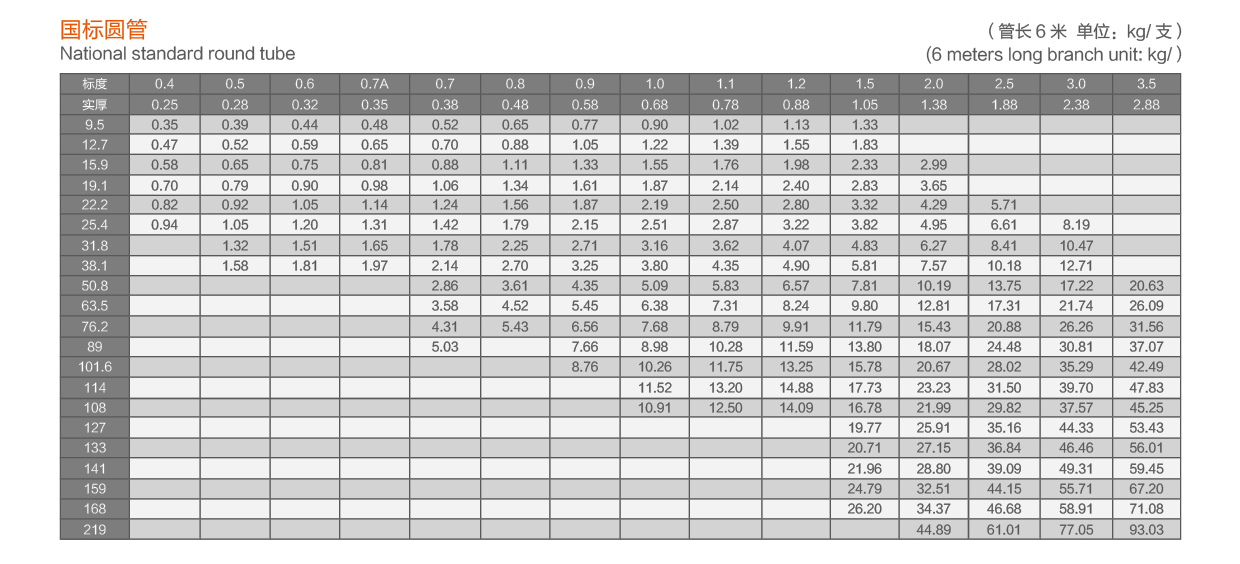 国标圆管
(管长6米 单位：kg/支)
National standard round tube
(6 meters long branch unit: kg/ )
标度 0.4 0.5 0.6 0.7A 0.7 0.8 0.9 1.0 1.1 1.2 1.5 2.0 2.5 3.0 3.5
实厚 0.25 0.28 0.32 0.35 0.38 0.48 0.58 0.68 0.78 0.88 1.05 1.38 1.88 2.38 2.88
9.5 0.35 0.39 0.44 0.48 0.52 0.65 0.77 0.90 1.02 1.13 1.33
12.7 0.47 0.52 0.59 0.65 0.70 0.88 1.05 1.22 1.39 1.55 1.83
15.9 0.58 0.65 0.75 0.81 0.88 1.11 1.33 1.55 1.76 1.98 2.33 2.99
19.1 0.70 0.79 0.90 0.98 1.06 1.34 1.61 1.87 2.14 2.40 2.83 3.65
22.2 0.82 0.92 1.05 1.14 1.24 1.56 1.87 2.19 2.50 2.80 3.32 4.29 5.71
25.4 0.94 1.05 1.20 1.31 1.42 1.79 2.15 2.51 2.87 3.22 3.82 4.95 6.61 8.19
31.8 1.32 1.51 1.65 1.78 2.25 2.71 3.16 3.62 4.07 4.83 6.27 8.41 10.47
38.1 1.58 1.81 1.97 2.14 2.70 3.25 3.80 4.35 4.90 5.81 7.57 10.18 12.71
50.8 2.86 3.61 4.35 5.09 5.83 6.57 7.81 10.19 13.75 17.22 20.63
63.5 3.58 4.52 5.45 6.38 7.31 8.24 9.80 12.81 17.31 21.74 26.09
76.2 4.31 5.43 6.56 7.68 8.79 9.91 11.79 15.43 20.88 26.26 31.56
89 5.03 7.66 8.98 10.28 11.59 13.80 18.07 24.48 30.81 37.07
101.6 8.76 10.26 11.75 13.25 15.78 20.67 28.02 35.29 42.49
114 11.52 13.20 14.88 17.73 23.23 31.50 39.70 47.83
108 10.91 12.50 14.09 16.78 21.99 29.82 37.57 45.25
127 19.77 25.91 35.16 44.33 53.43
133 20.71 27.15 36.84 46.46 56.01
141 21.96 28.80 39.09 49.31 59.45
159 24.79 32.51 44.15 55.71 67.20
168 26.20 34.37 46.68 58.91 71.08
219 44.89 61.01 77.05 93.03